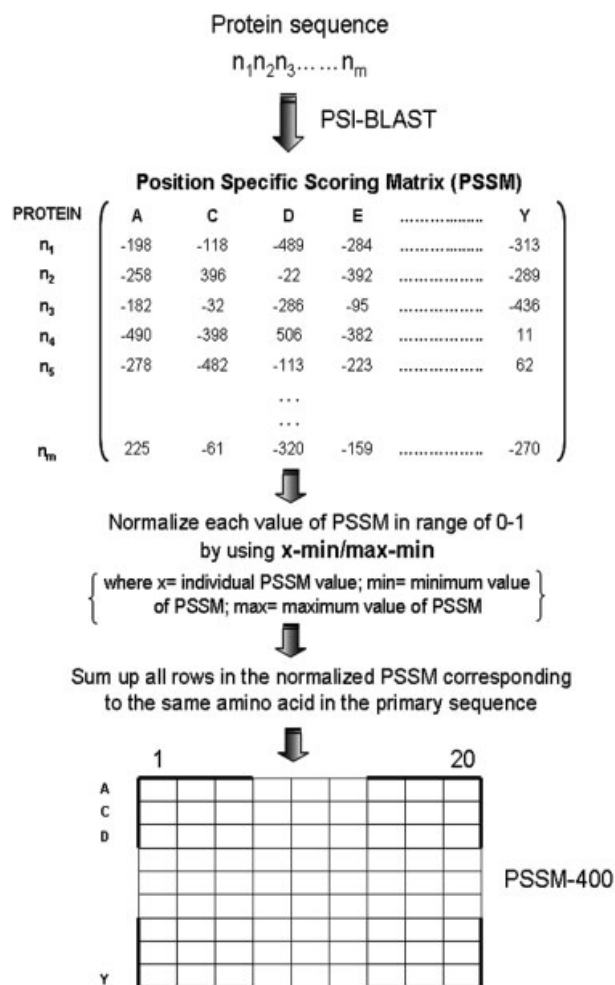 Protein sequence
n1n2n3...... nm
PSI-BLAST
Position Specific Scoring Matrix (PSSM)
PROTEIN A C D E .................... Y
n1 -198 -118 -489 -284 .................... -313
n2 -258 396 -22 -392 ................. -289
n3 -182 -32 -286 -95 ................. -436
n4 -490 -398 506 -382 ................. 11
n5 -278 -482 -113 -223 ................. 62
...
...
nm 225 -61 -320 -159 ................. -270
Normalize each value of PSSM in range of 0-1
by using x-min/max-min
{ where x= individual PSSM value; min= minimum value
of PSSM; max= maximum value of PSSM }
Sum up all rows in the normalized PSSM corresponding
to the same amino acid in the primary sequence
1 20
A
C
D
PSSM-400
Y